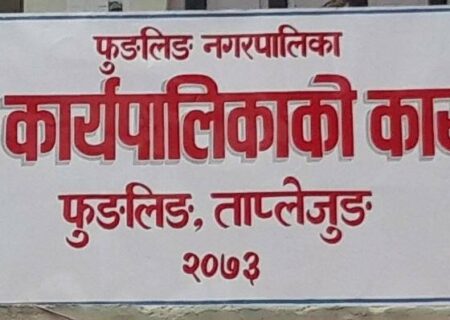 फुङलिङ नगरपालिका
कार्यपालिकाको
फुङलिङ, ताप्लेजुङ
२०७३